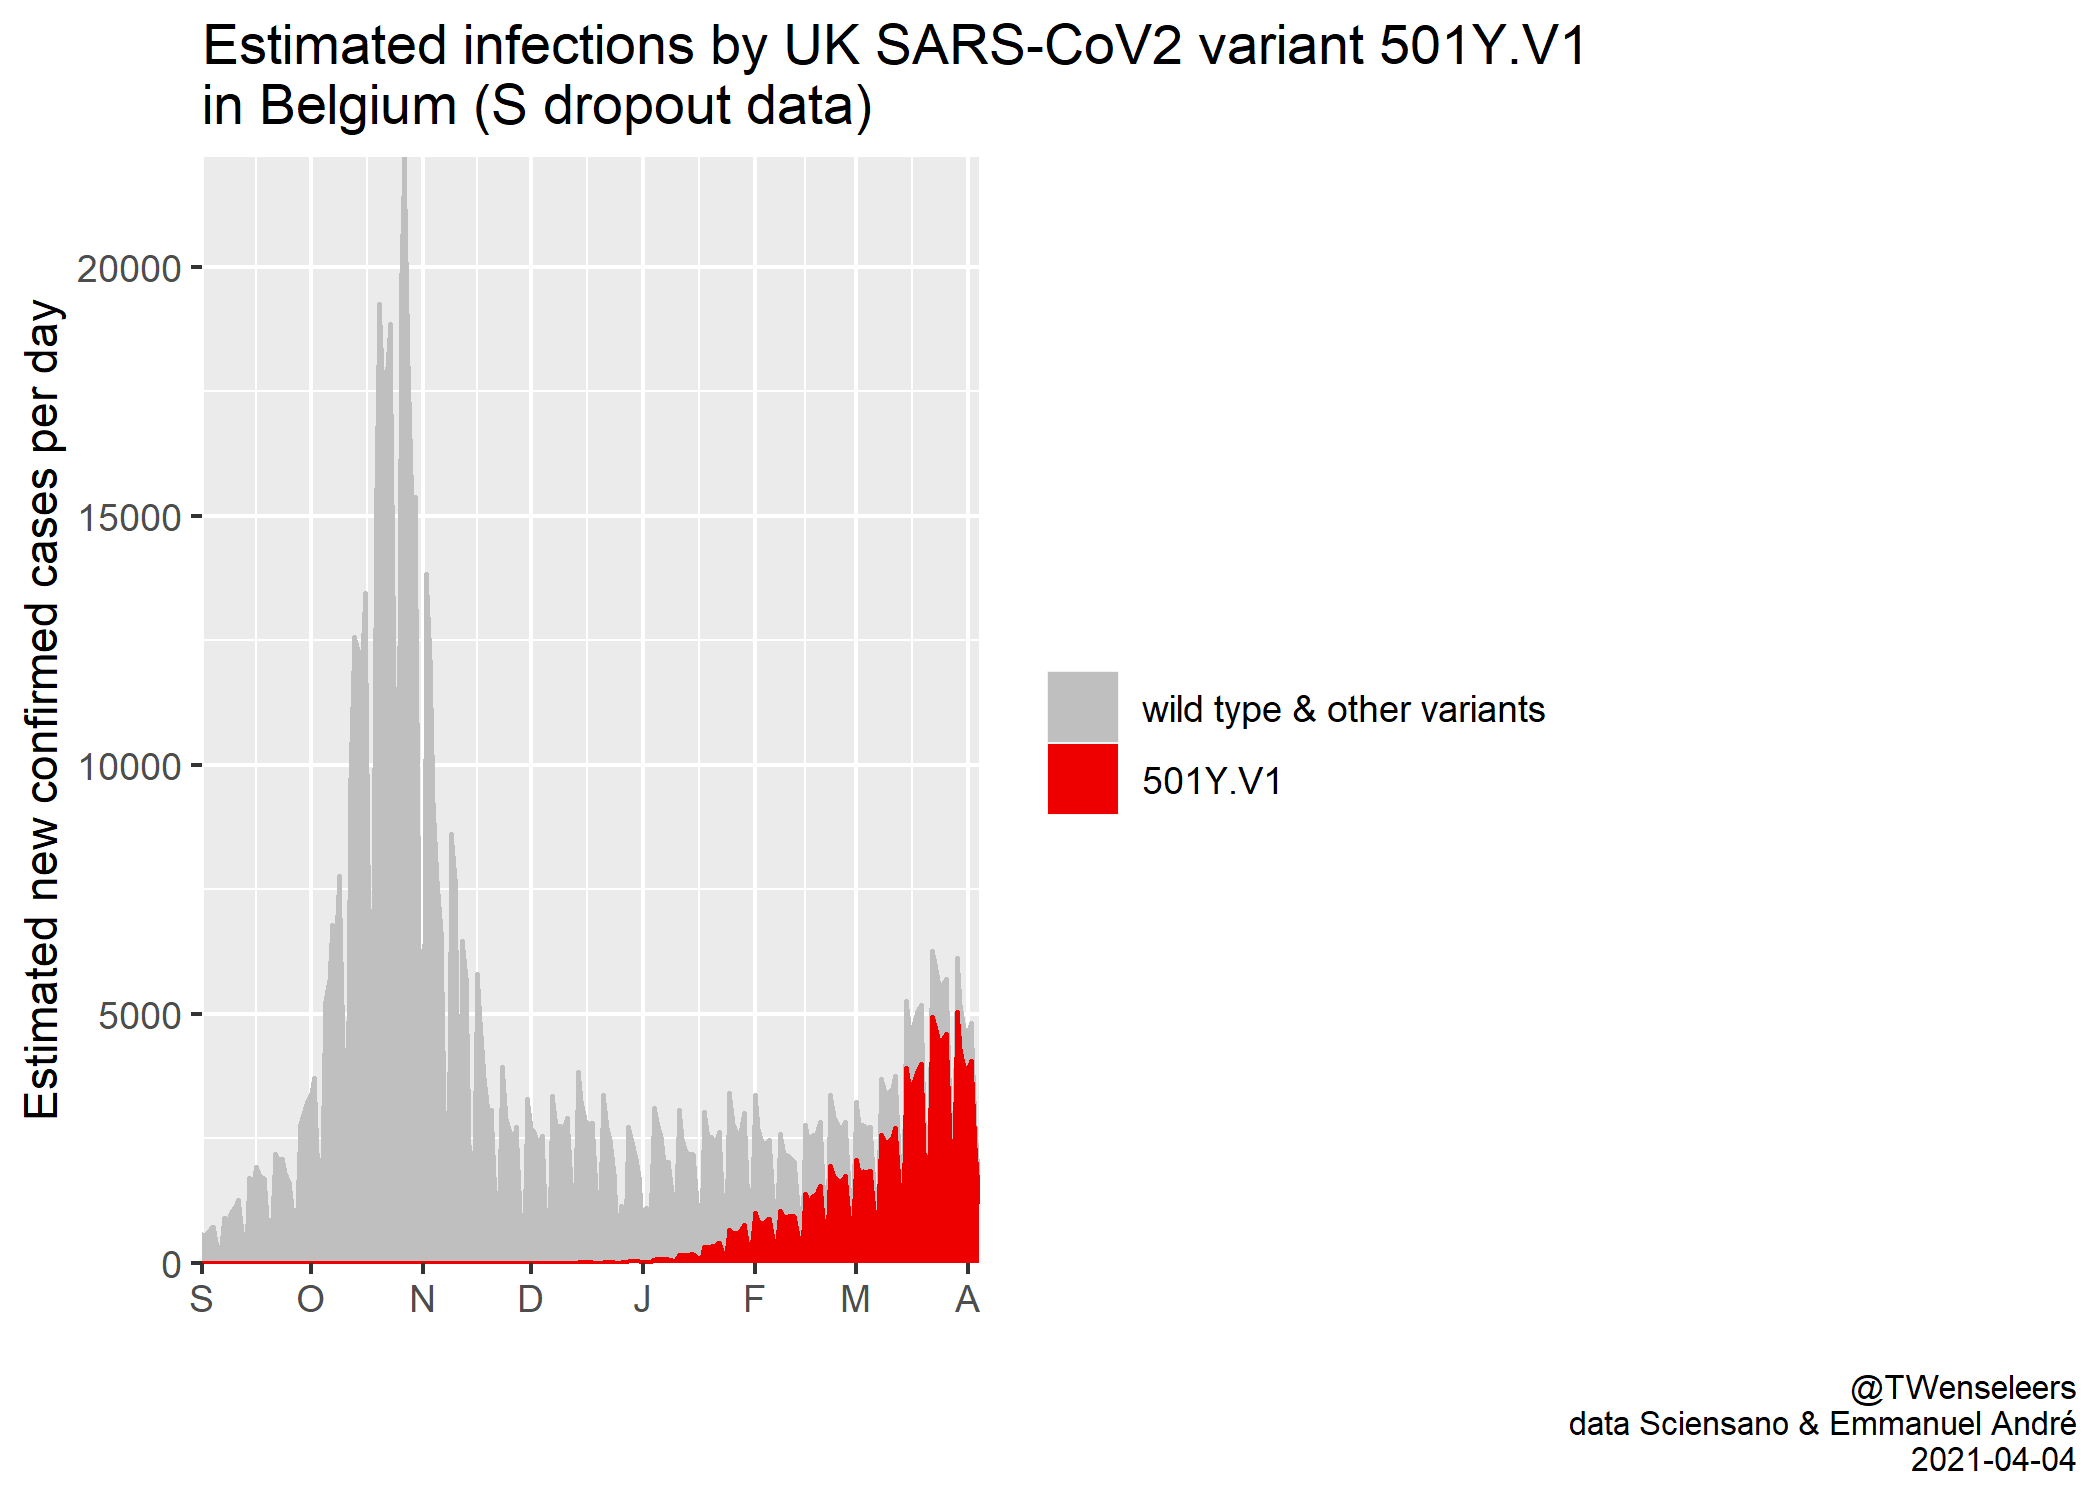 Estimated infections by UK SARS-CoV2 variant 501Y.V1
in Belgium (S dropout data)
Estimated new confirmed cases per day
20000
15000
10000
5000
0
S O N D J F M A
wild type & other variants
501Y.V1
@TWenseleers
data Sciensano & Emmanuel André
2021-04-04